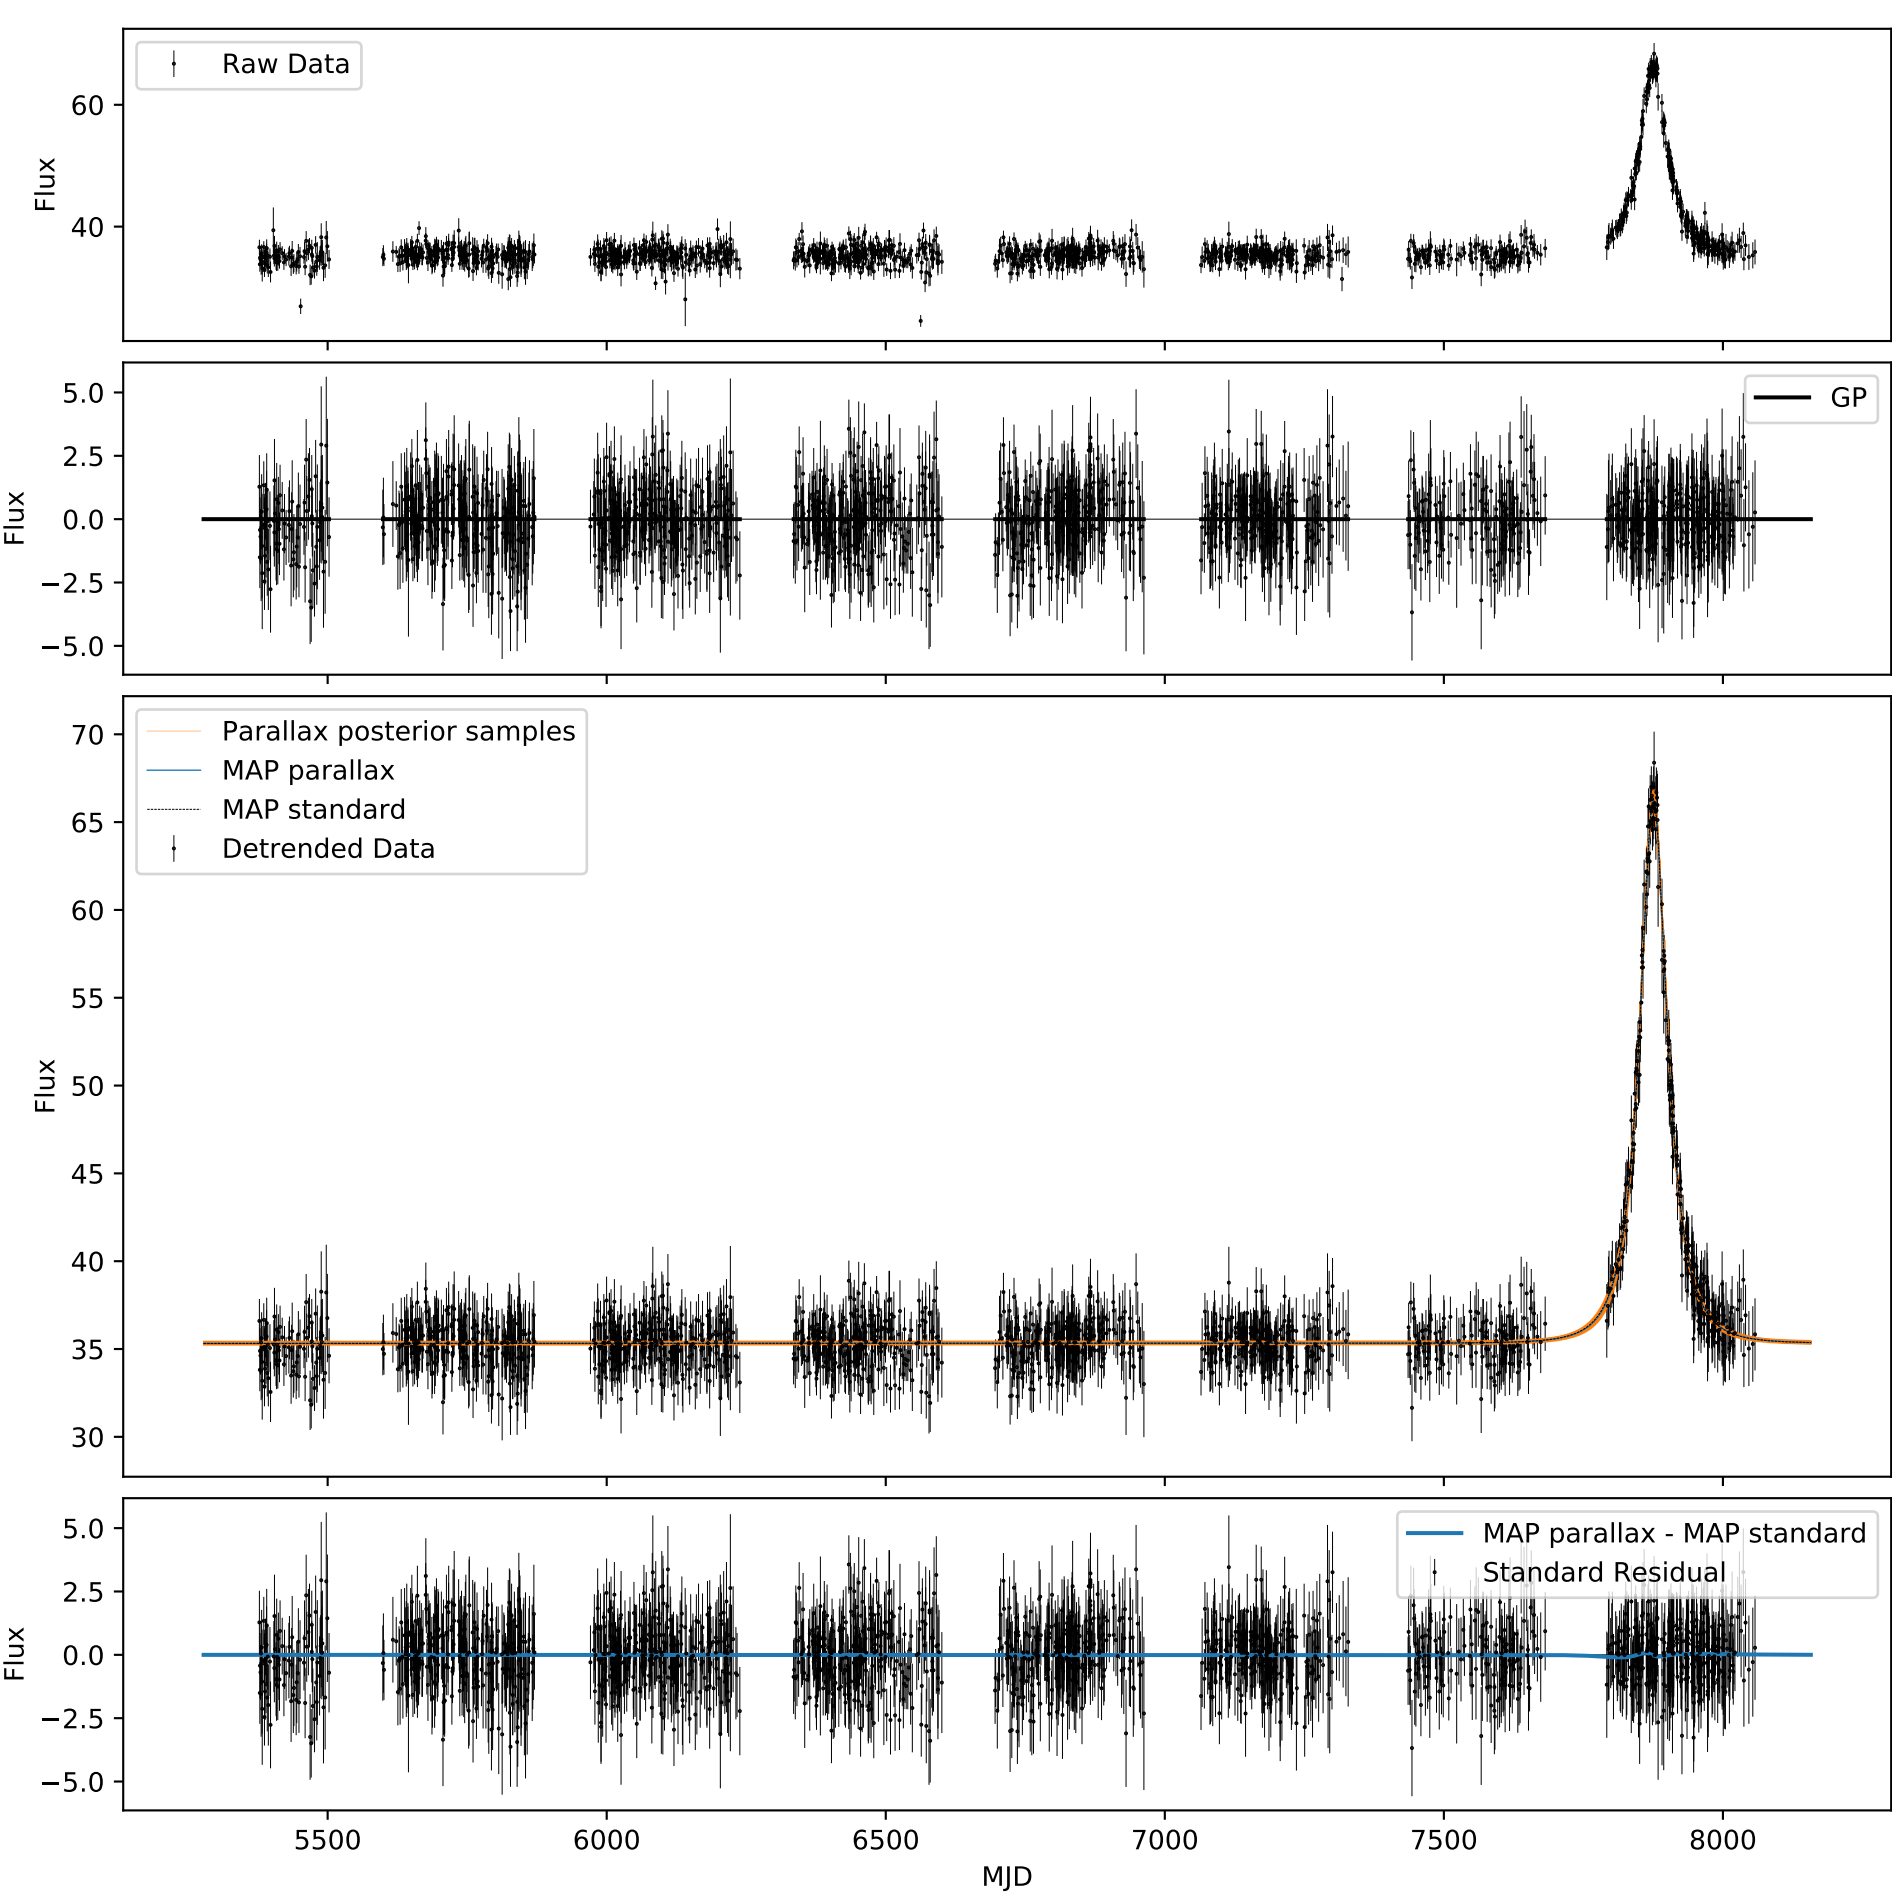 Raw Data
60
40
Flux
GP
5.0
2.5
0.0
−2.5
−5.0
Flux
Parallax posterior samples
MAP parallax
MAP standard
Detrended Data
70
65
60
55
50
45
40
35
30
Flux
MAP parallax - MAP standard
Standard Residual
5.0
2.5
0.0
−2.5
−5.0
Flux
5500 6000 6500 7000 7500 8000
MJD